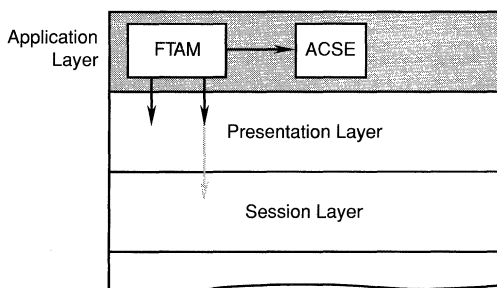 Application
Layer
FTAM
ACSE
Presentation Layer
Session Layer